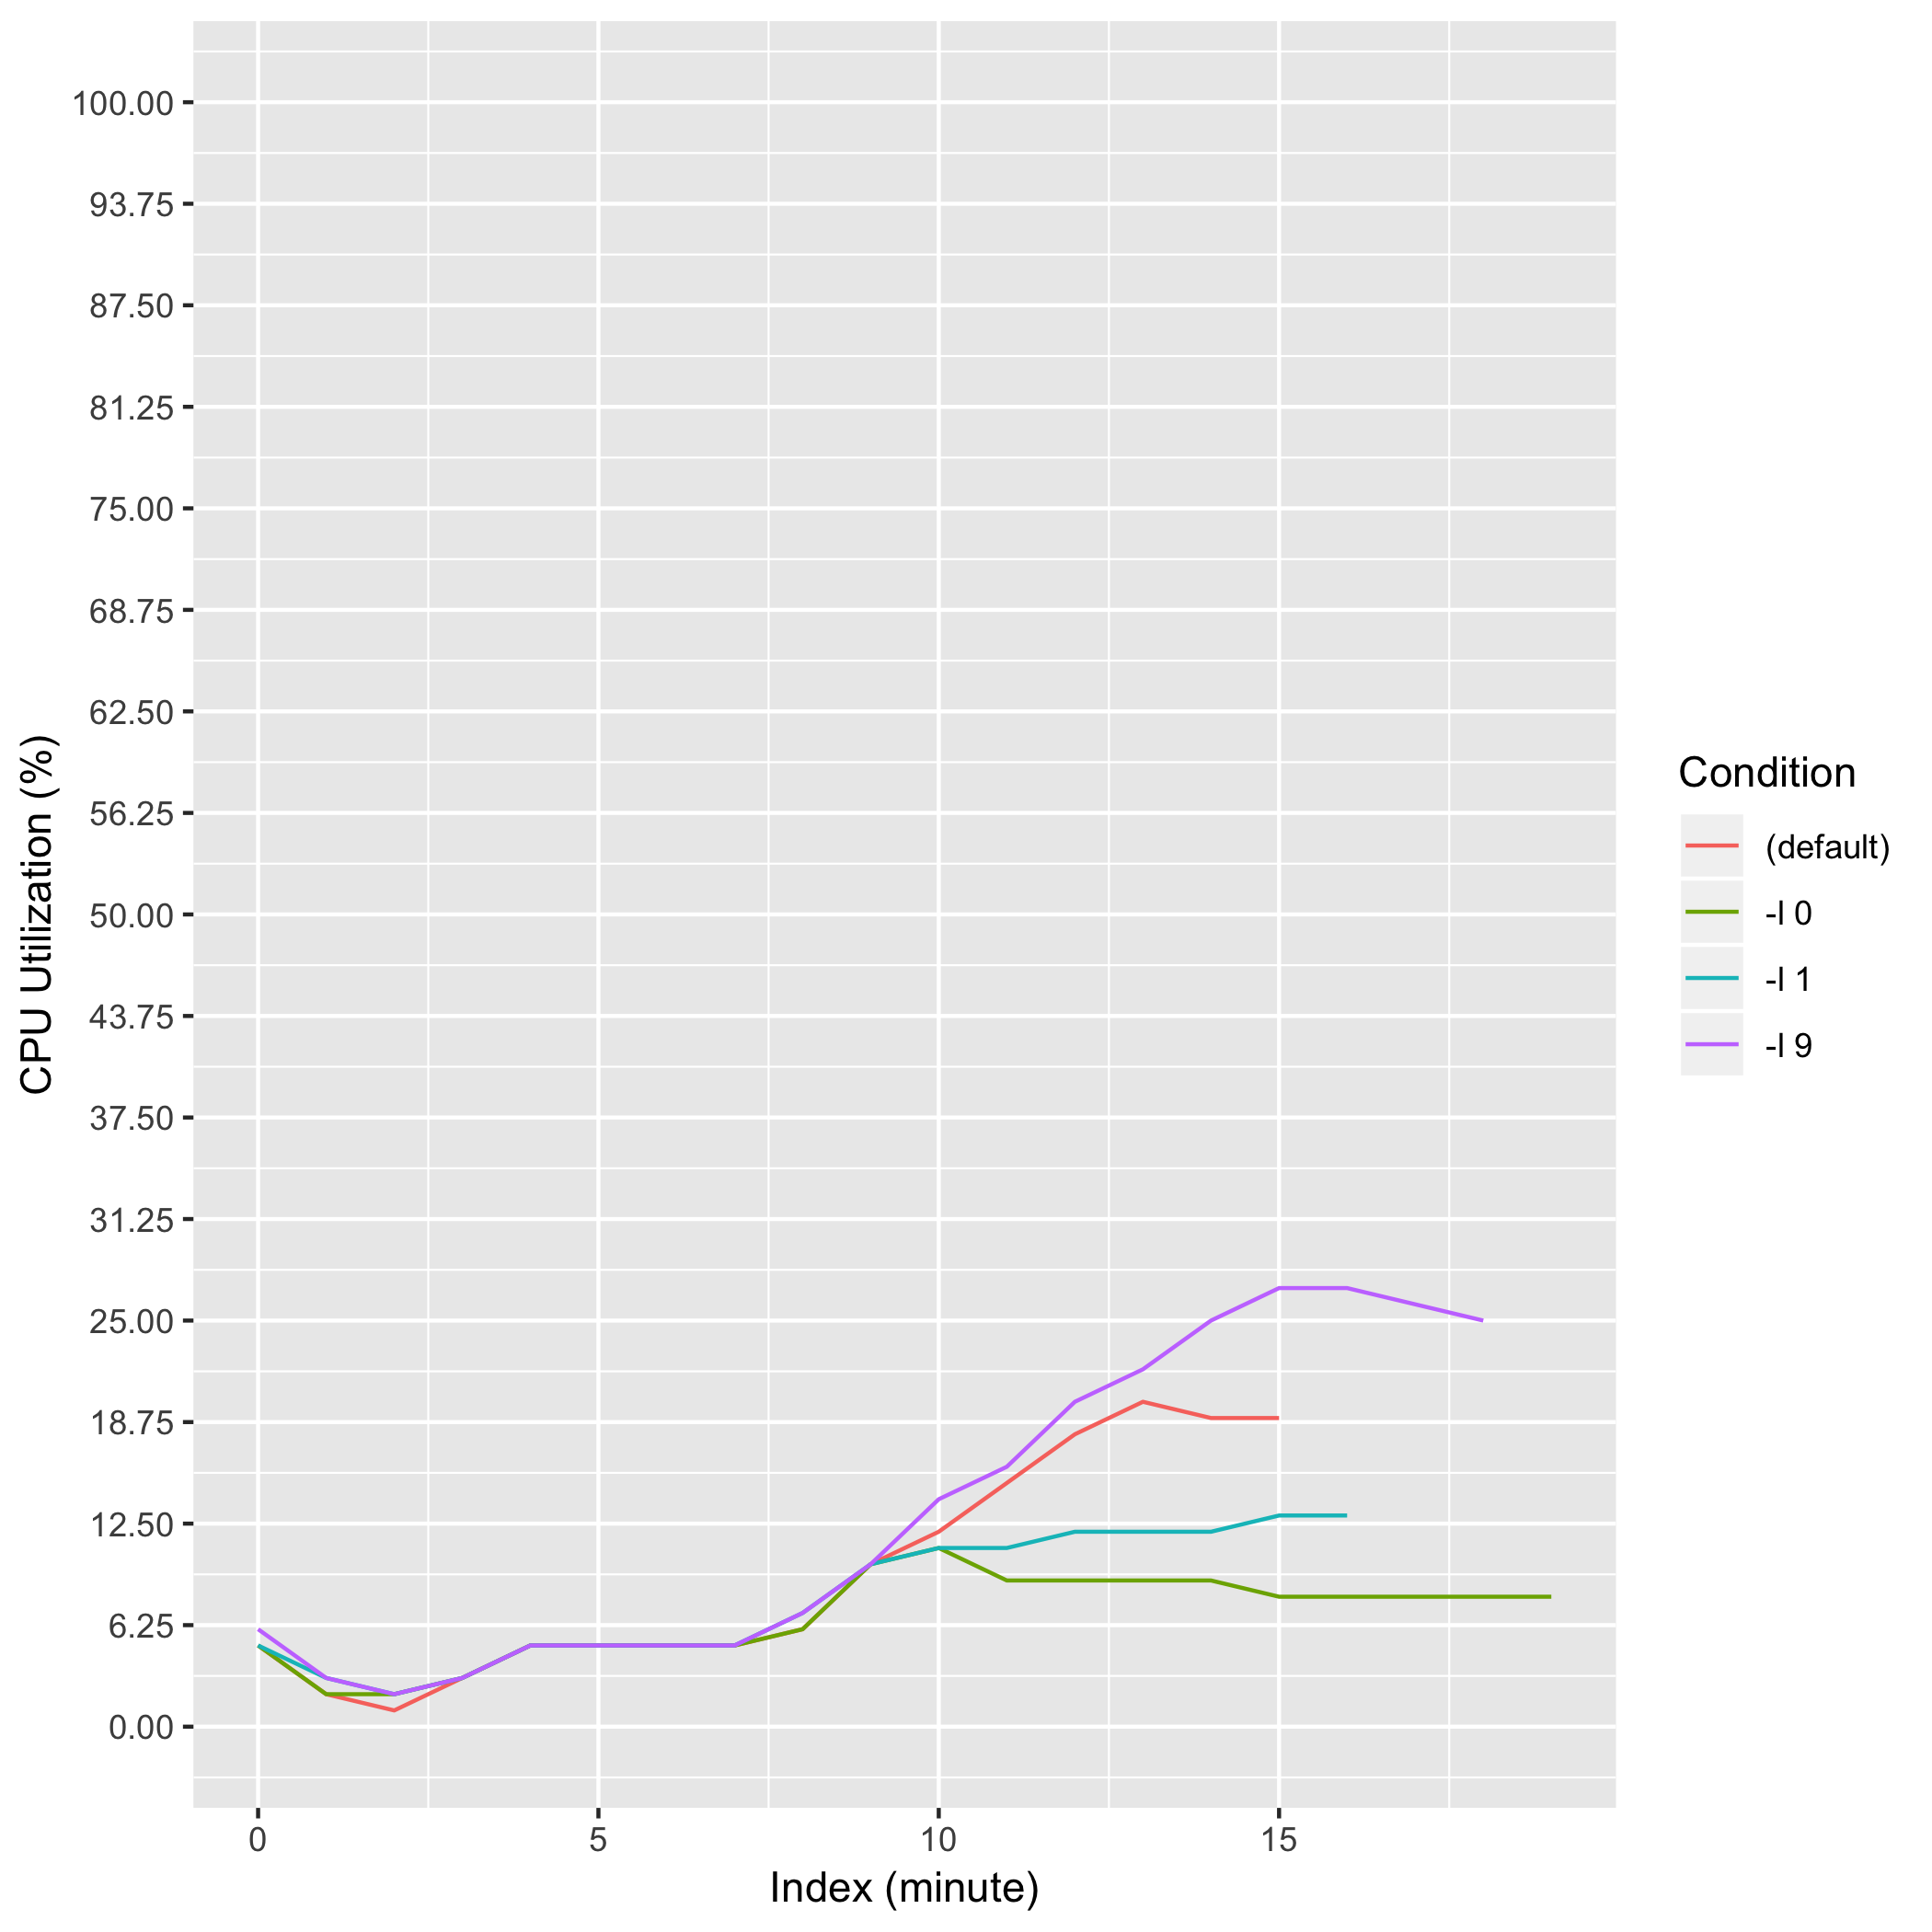 100.00
93.75
87.50
81.25
75.00
68.75
62.50
56.25
50.00
43.75
37.50
31.25
25.00
18.75
12.50
6.25
0.00
CPU Utilization (%)
0 5 10 15
Index (minute)
Condition
(default)
-l 0
-l 1
-l 9